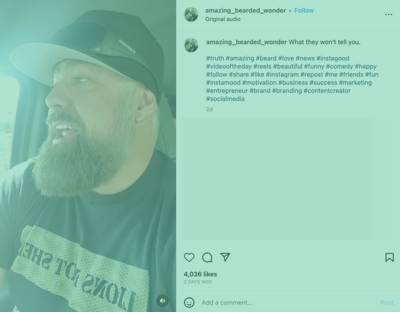 amazing_bearded_wonder • Follow
Original audio
amazing_bearded_wonder What they won't tell you.
#truth #amazing #beard #love #news #instagood
#videooftheday #reels #beautiful #funny #comedy #happy
#follow #share #like #instagram #repost #me #friends #fun
#instamood #motivation #business #success #marketing
#entrepreneur #brand #branding #contentcreator
#socialmedia
2d
LIONS NOT SHEEP
4,036 likes
2 DAYS AGO
Add a comment...
Post